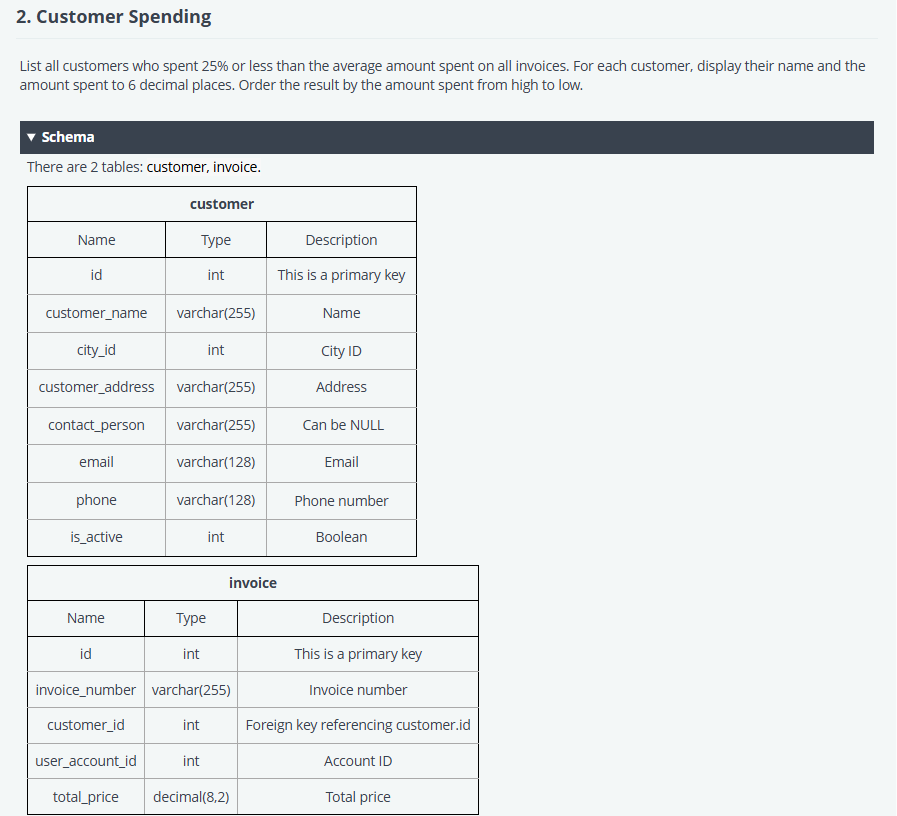 2. Customer Spending
List all customers who spent 25% or less than the average amount spent on all invoices. For each customer, display their name and the
amount spent to 6 decimal places. Order the result by the amount spent from high to low.
▼ Schema
There are 2 tables: customer, invoice.
customer
Name Type Description
id int This is a primary key
customer_name varchar(255) Name
city_id int City ID
customer_address varchar(255) Address
contact_person varchar(255) Can be NULL
email varchar(128) Email
phone varchar(128) Phone number
is_active int Boolean
invoice
Name Type Description
id int This is a primary key
invoice_number varchar(255) Invoice number
customer_id int Foreign key referencing customer.id
user_account_id int Account ID
total_price decimal(8,2) Total price